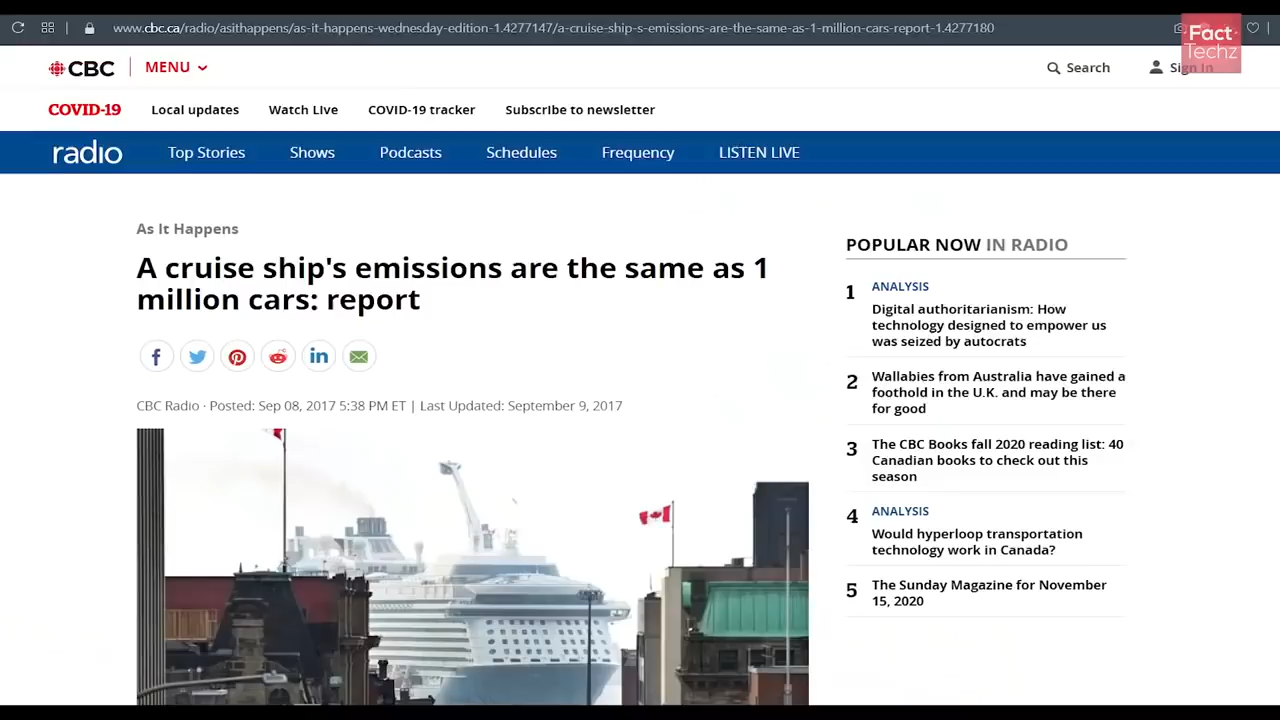 www.cbc.ca/radio/asithappens/as-it-happens-wednesday-edition-1.4277147/a-cruise-ship-s-emissions-are-the-same-as-1-million-cars-report-1.4277180
Fact
Techz
CBC
MENU
Search
Sign In
COVID-19
Local updates
Watch Live
COVID-19 tracker
Subscribe to newsletter
radio
Top Stories
Shows
Podcasts
Schedules
Frequency
LISTEN LIVE
As It Happens
A cruise ship's emissions are the same as 1
million cars: report
CBC Radio · Posted: Sep 08, 2017 5:38 PM ET | Last Updated: September 9, 2017
POPULAR NOW IN RADIO
1
ANALYSIS
Digital authoritarianism: How
technology designed to empower us
was seized by autocrats
2
Wallabies from Australia have gained a
foothold in the U.K. and may be there
for good
3
The CBC Books fall 2020 reading list: 40
Canadian books to check out this
season
4
ANALYSIS
Would hyperloop transportation
technology work in Canada?
5
The Sunday Magazine for November
15, 2020